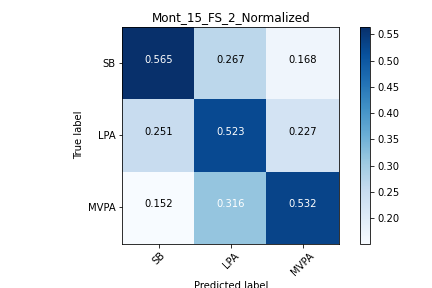 Mont_15_FS_2_Normalized
SB 0.565 0.267 0.168
LPA 0.251 0.523 0.227
MVPA 0.152 0.316 0.532
SB LPA MVPA
True label
Predicted label
0.55
0.50
0.45
0.40
0.35
0.30
0.25
0.20